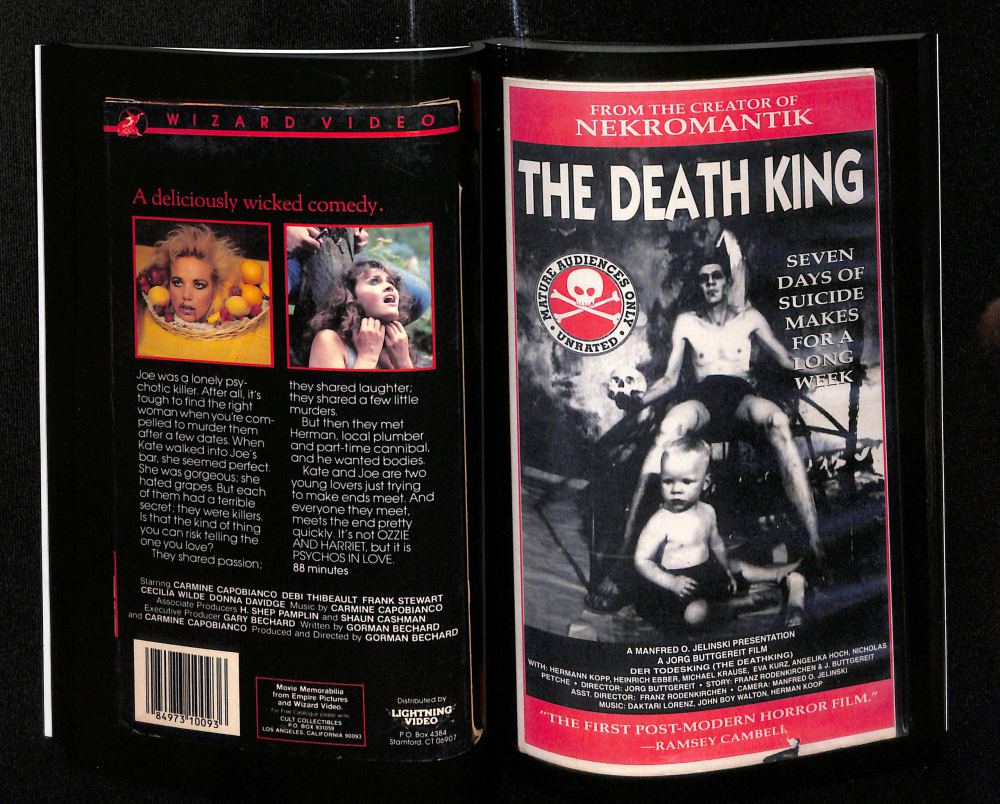 WIZARD VIDEO
A deliciously wicked comedy.
Joe was a lonely psy-
chotic killer. After all, it's
tough to find the right
woman when you're com-
pelled to murder them
after a few dates. When
Kate walked into Joe's
bar, she seemed perfect.
She was gorgeous; she
hated grapes. But each
of them had a terrible
secret; they were killers.
Is that the kind of thing
you can risk telling the
one you love?
They shared passion;
they shared laughter;
they shared a few little
murders.
But then they met
Herman, local plumber
and part-time cannibal,
and he wanted bodies.
Kate and Joe are two
young lovers just trying
to make ends meet. And
everyone they meet,
meets the end pretty
quickly. It's not OZZIE
AND HARRIET, but it is
PSYCHOS IN LOVE.
88 minutes
Starring CARMINE CAPOBIANCO DEBI THIBEAULT FRANK STEWART
CECILIA WILDE DONNA DAVIDGE Music by CARMINE CAPOBIANCO
Associate Producers H. SHEP PAMPLIN and SHAUN CASHMAN
Executive Producer GARY BECHARD Written by GORMAN BECHARD
and CARMINE CAPOBIANCO Produced and Directed by GORMAN BECHARD
84973 10093
Movie Memorabilia
from Empire Pictures
and Wizard Video.
For Free Catalogue please write
CULT COLLECTIBLES
P.O. BOX 931059
LOS ANGELES, CALIFORNIA 90093
Distributed by
LIGHTNING
VIDEO
P.O. Box 4384
Stamford, CT 06907
FROM THE CREATOR OF
NEKROMANTIK
THE DEATH KING
MATURE AUDIENCES ONLY
• UNRATED •
SEVEN
DAYS OF
SUICIDE
MAKES
FOR A
LONG
WEEK
A MANFRED O. JELINSKI PRESENTATION
A JORG BUTTGEREIT FILM
DER TODESKING (THE DEATHKING)
WITH: HERMANN KOPP, HEINRICH EBBER, MICHAEL KRAUSE, EVA KURZ, ANGELIKA HOCH, NICHOLAS
PETCHE • DIRECTOR: JORG BUTTGEREIT • STORY: FRANZ RODENKIRCHEN & J. BUTTGEREIT
ASST. DIRECTOR: FRANZ RODENKIRCHEN • CAMERA: MANFRED O. JELINSKI
MUSIC: DAKTARI LORENZ, JOHN BOY WALTON, HERMAN KOOP
"THE FIRST POST-MODERN HORROR FILM."
—RAMSEY CAMBELL